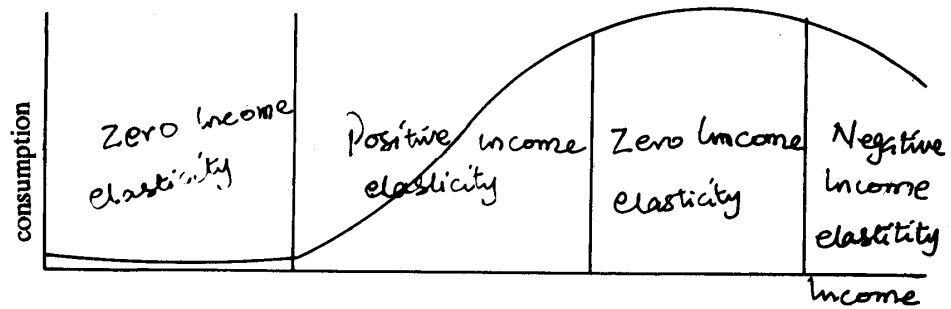 consumption
Zero Income
elasticity
Positive income
elasticity
Zero Income
elasticity
Negative
Income
elastitity
Income